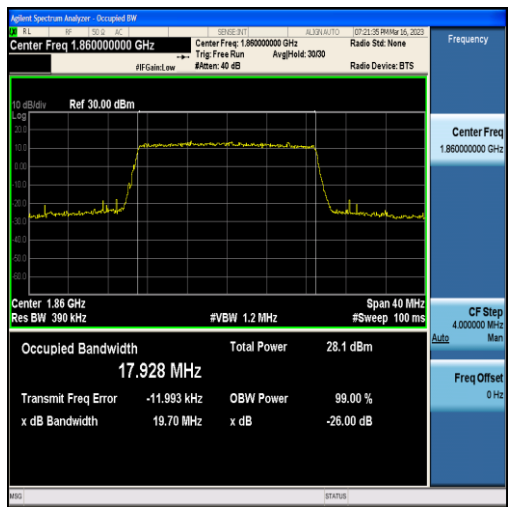 Agilent Spectrum Analyzer - Occupied BW
RL RF 50 Ω AC SENSE:INT ALIGN AUTO 07:21:35 PM Mar 16, 2023
Center Freq 1.860000000 GHz Center Freq: 1.860000000 GHz Radio Std: None Frequency
Trig: Free Run Avg|Hold: 30/30
#IFGain:Low #Atten: 40 dB Radio Device: BTS
10 dB/div Ref 30.00 dBm
Log
20.0
10.0
0.00
-10.0
-20.0
-30.0
-40.0
-50.0
-60.0
Center Freq
1.860000000 GHz
Center 1.86 GHz Span 40 MHz
Res BW 390 kHz #VBW 1.2 MHz #Sweep 100 ms
CF Step
4.000000 MHz
Auto Man
Occupied Bandwidth Total Power 28.1 dBm
17.928 MHz
Transmit Freq Error -11.993 kHz OBW Power 99.00 %
x dB Bandwidth 19.70 MHz x dB -26.00 dB
Freq Offset
0 Hz
MSG STATUS